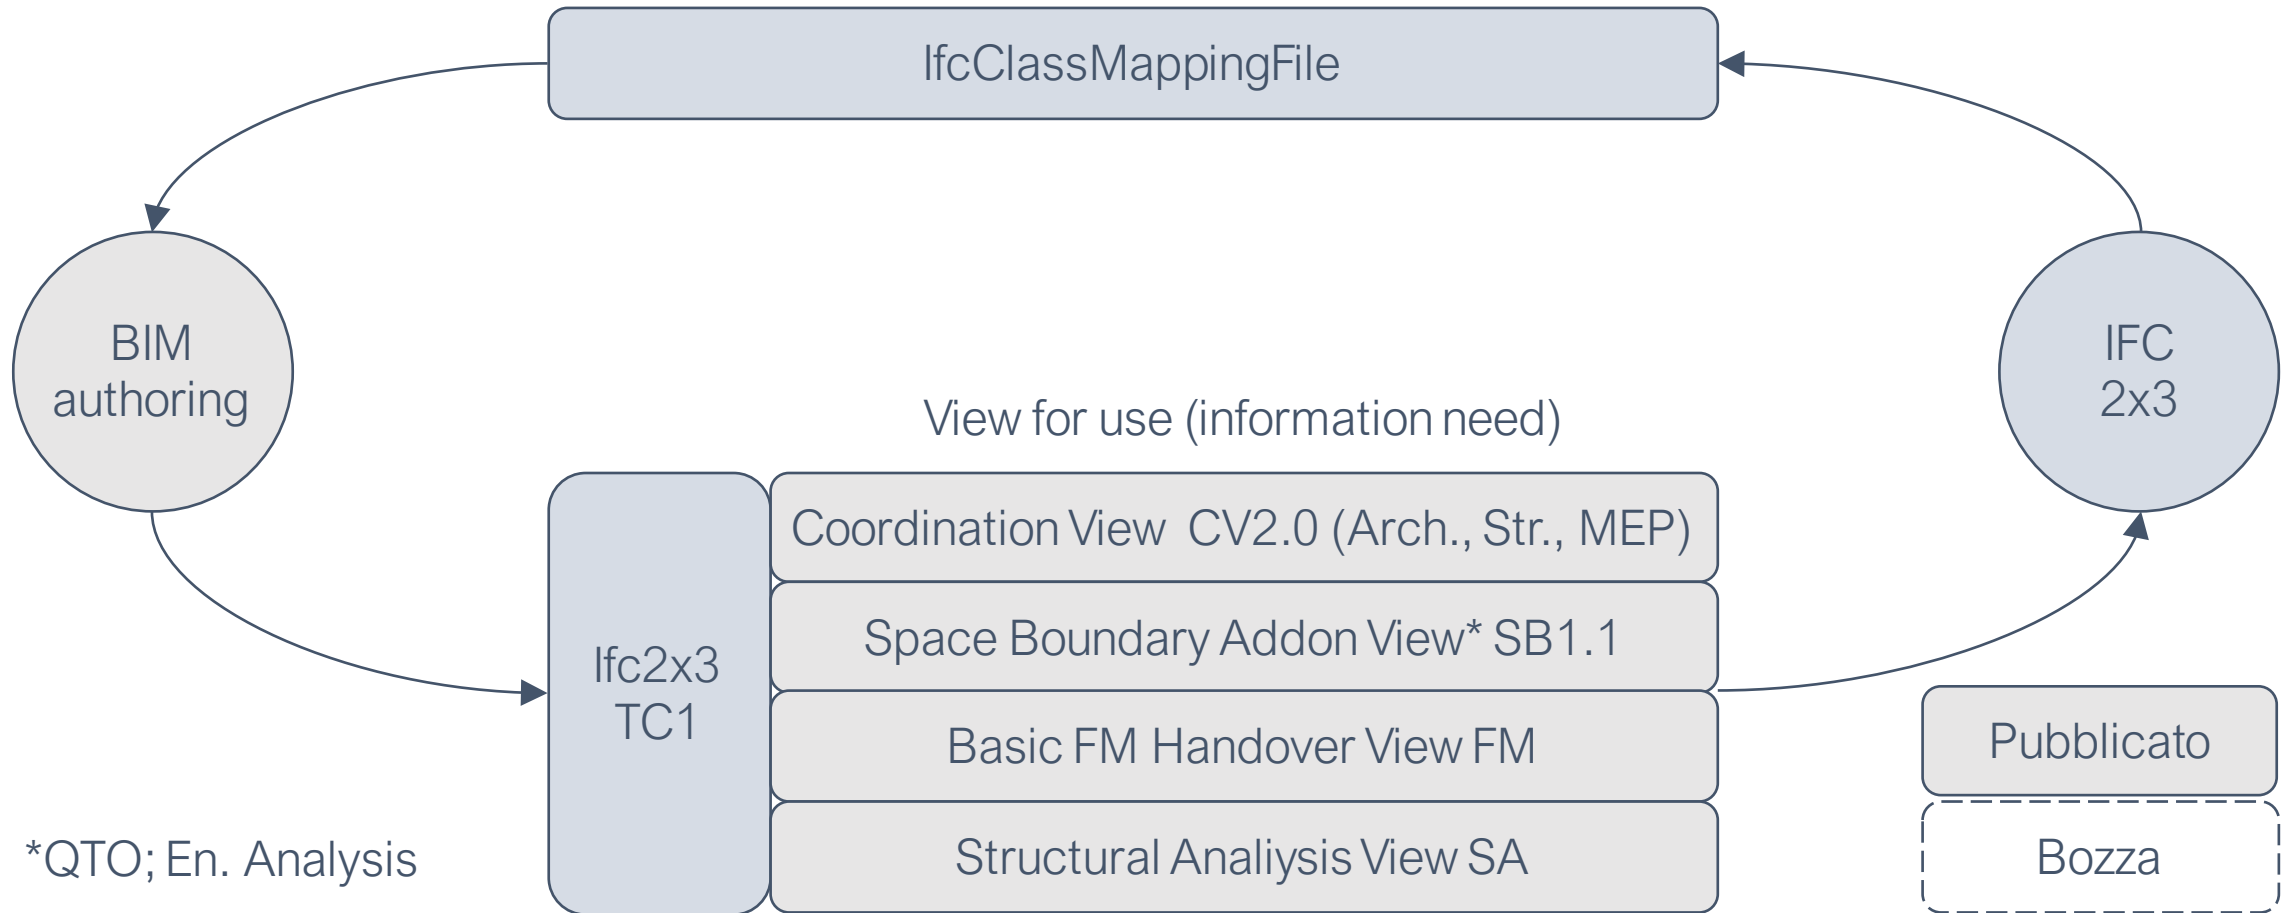 IfcClassMappingFile
BIM
authoring
IFC
2x3
View for use (information need)
Ifc2x3
TC1
Coordination View CV2.0 (Arch., Str., MEP)
Space Boundary Addon View* SB1.1
Basic FM Handover View FM
Structural Analiysis View SA
Pubblicato
Bozza
*QTO; En. Analysis